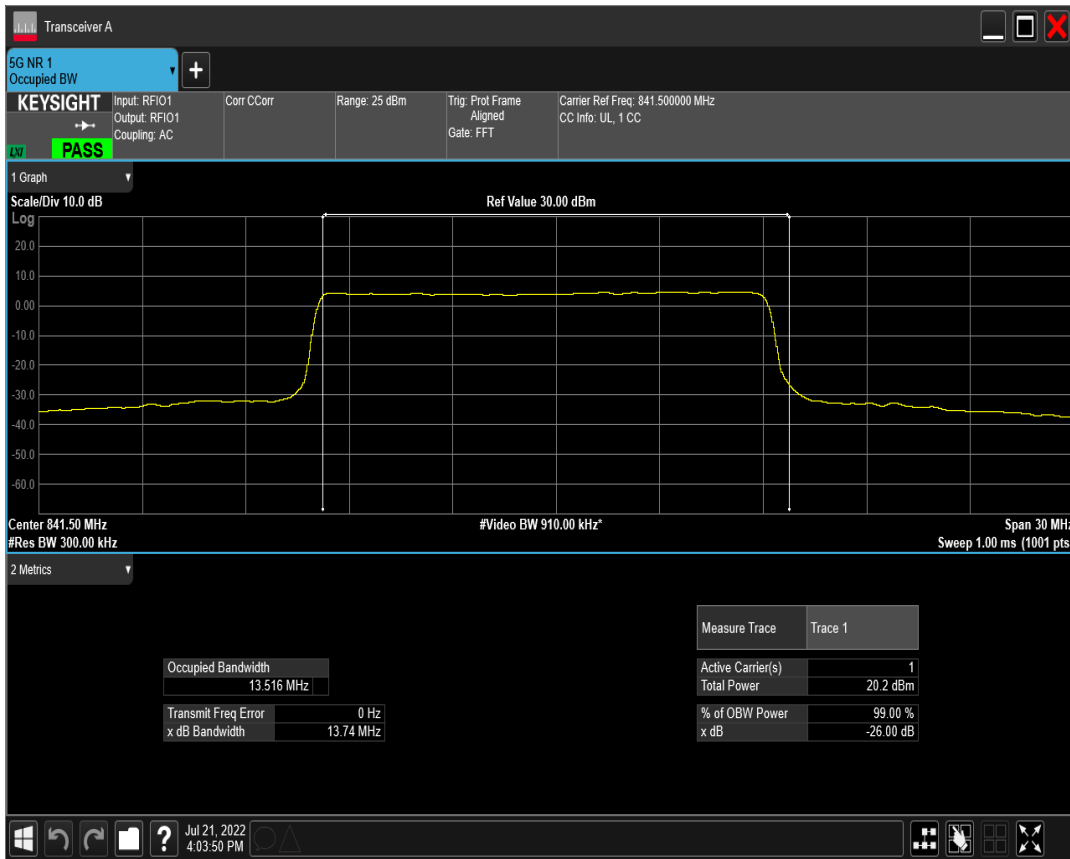 Transceiver A
5G NR 1
Occupied BW
KEYSIGHT
LXI
PASS
Input: RFIO1
Output: RFIO1
Coupling: AC
Corr CCorr
Range: 25 dBm
Trig: Prot Frame
Aligned
Gate: FFT
Carrier Ref Freq: 841.500000 MHz
CC Info: UL, 1 CC
1 Graph
Scale/Div 10.0 dB
Ref Value 30.00 dBm
Log
20.0
10.0
0.00
-10.0
-20.0
-30.0
-40.0
-50.0
-60.0
Center 841.50 MHz
#Video BW 910.00 kHz*
Span 30 MHz
#Res BW 300.00 kHz
Sweep 1.00 ms (1001 pts
2 Metrics
Measure Trace Trace 1
Occupied Bandwidth
13.516 MHz
Active Carrier(s) 1
Total Power 20.2 dBm
Transmit Freq Error 0 Hz
x dB Bandwidth 13.74 MHz
% of OBW Power 99.00 %
x dB -26.00 dB
?
Jul 21, 2022
4:03:50 PM